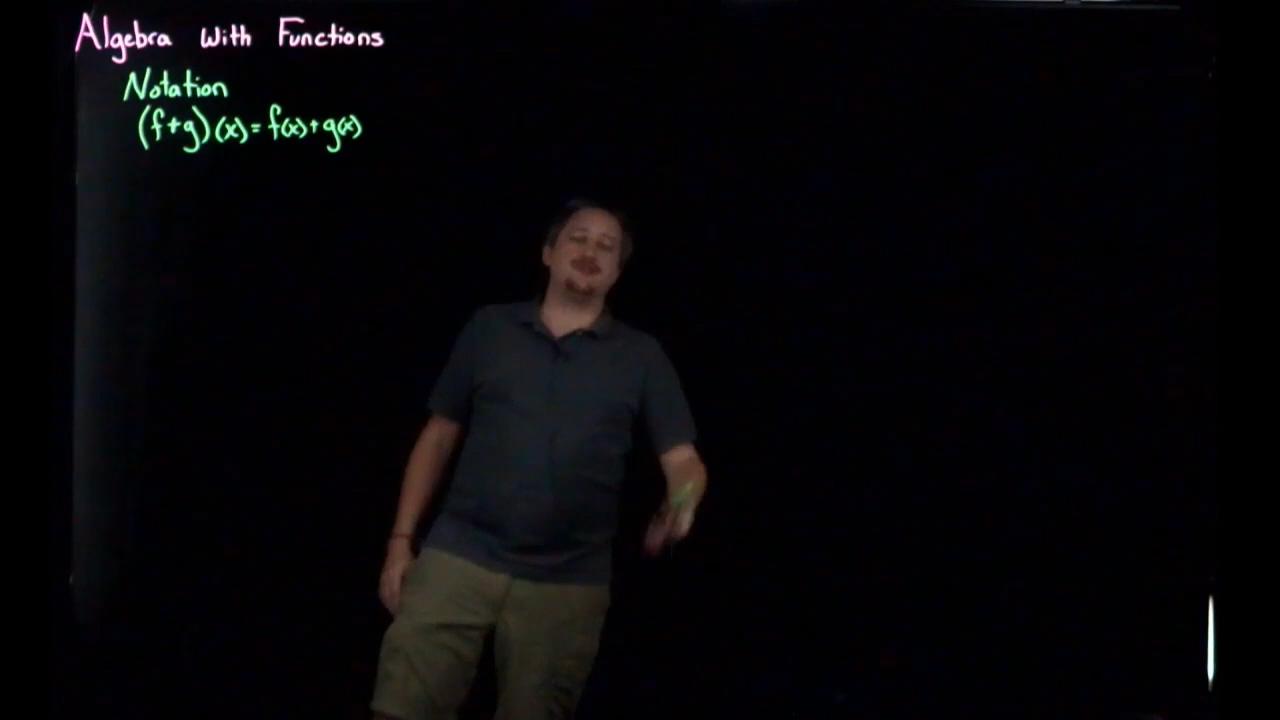 Algebra With Functions
Notation
(f+g)(x)=f(x)+g(x)